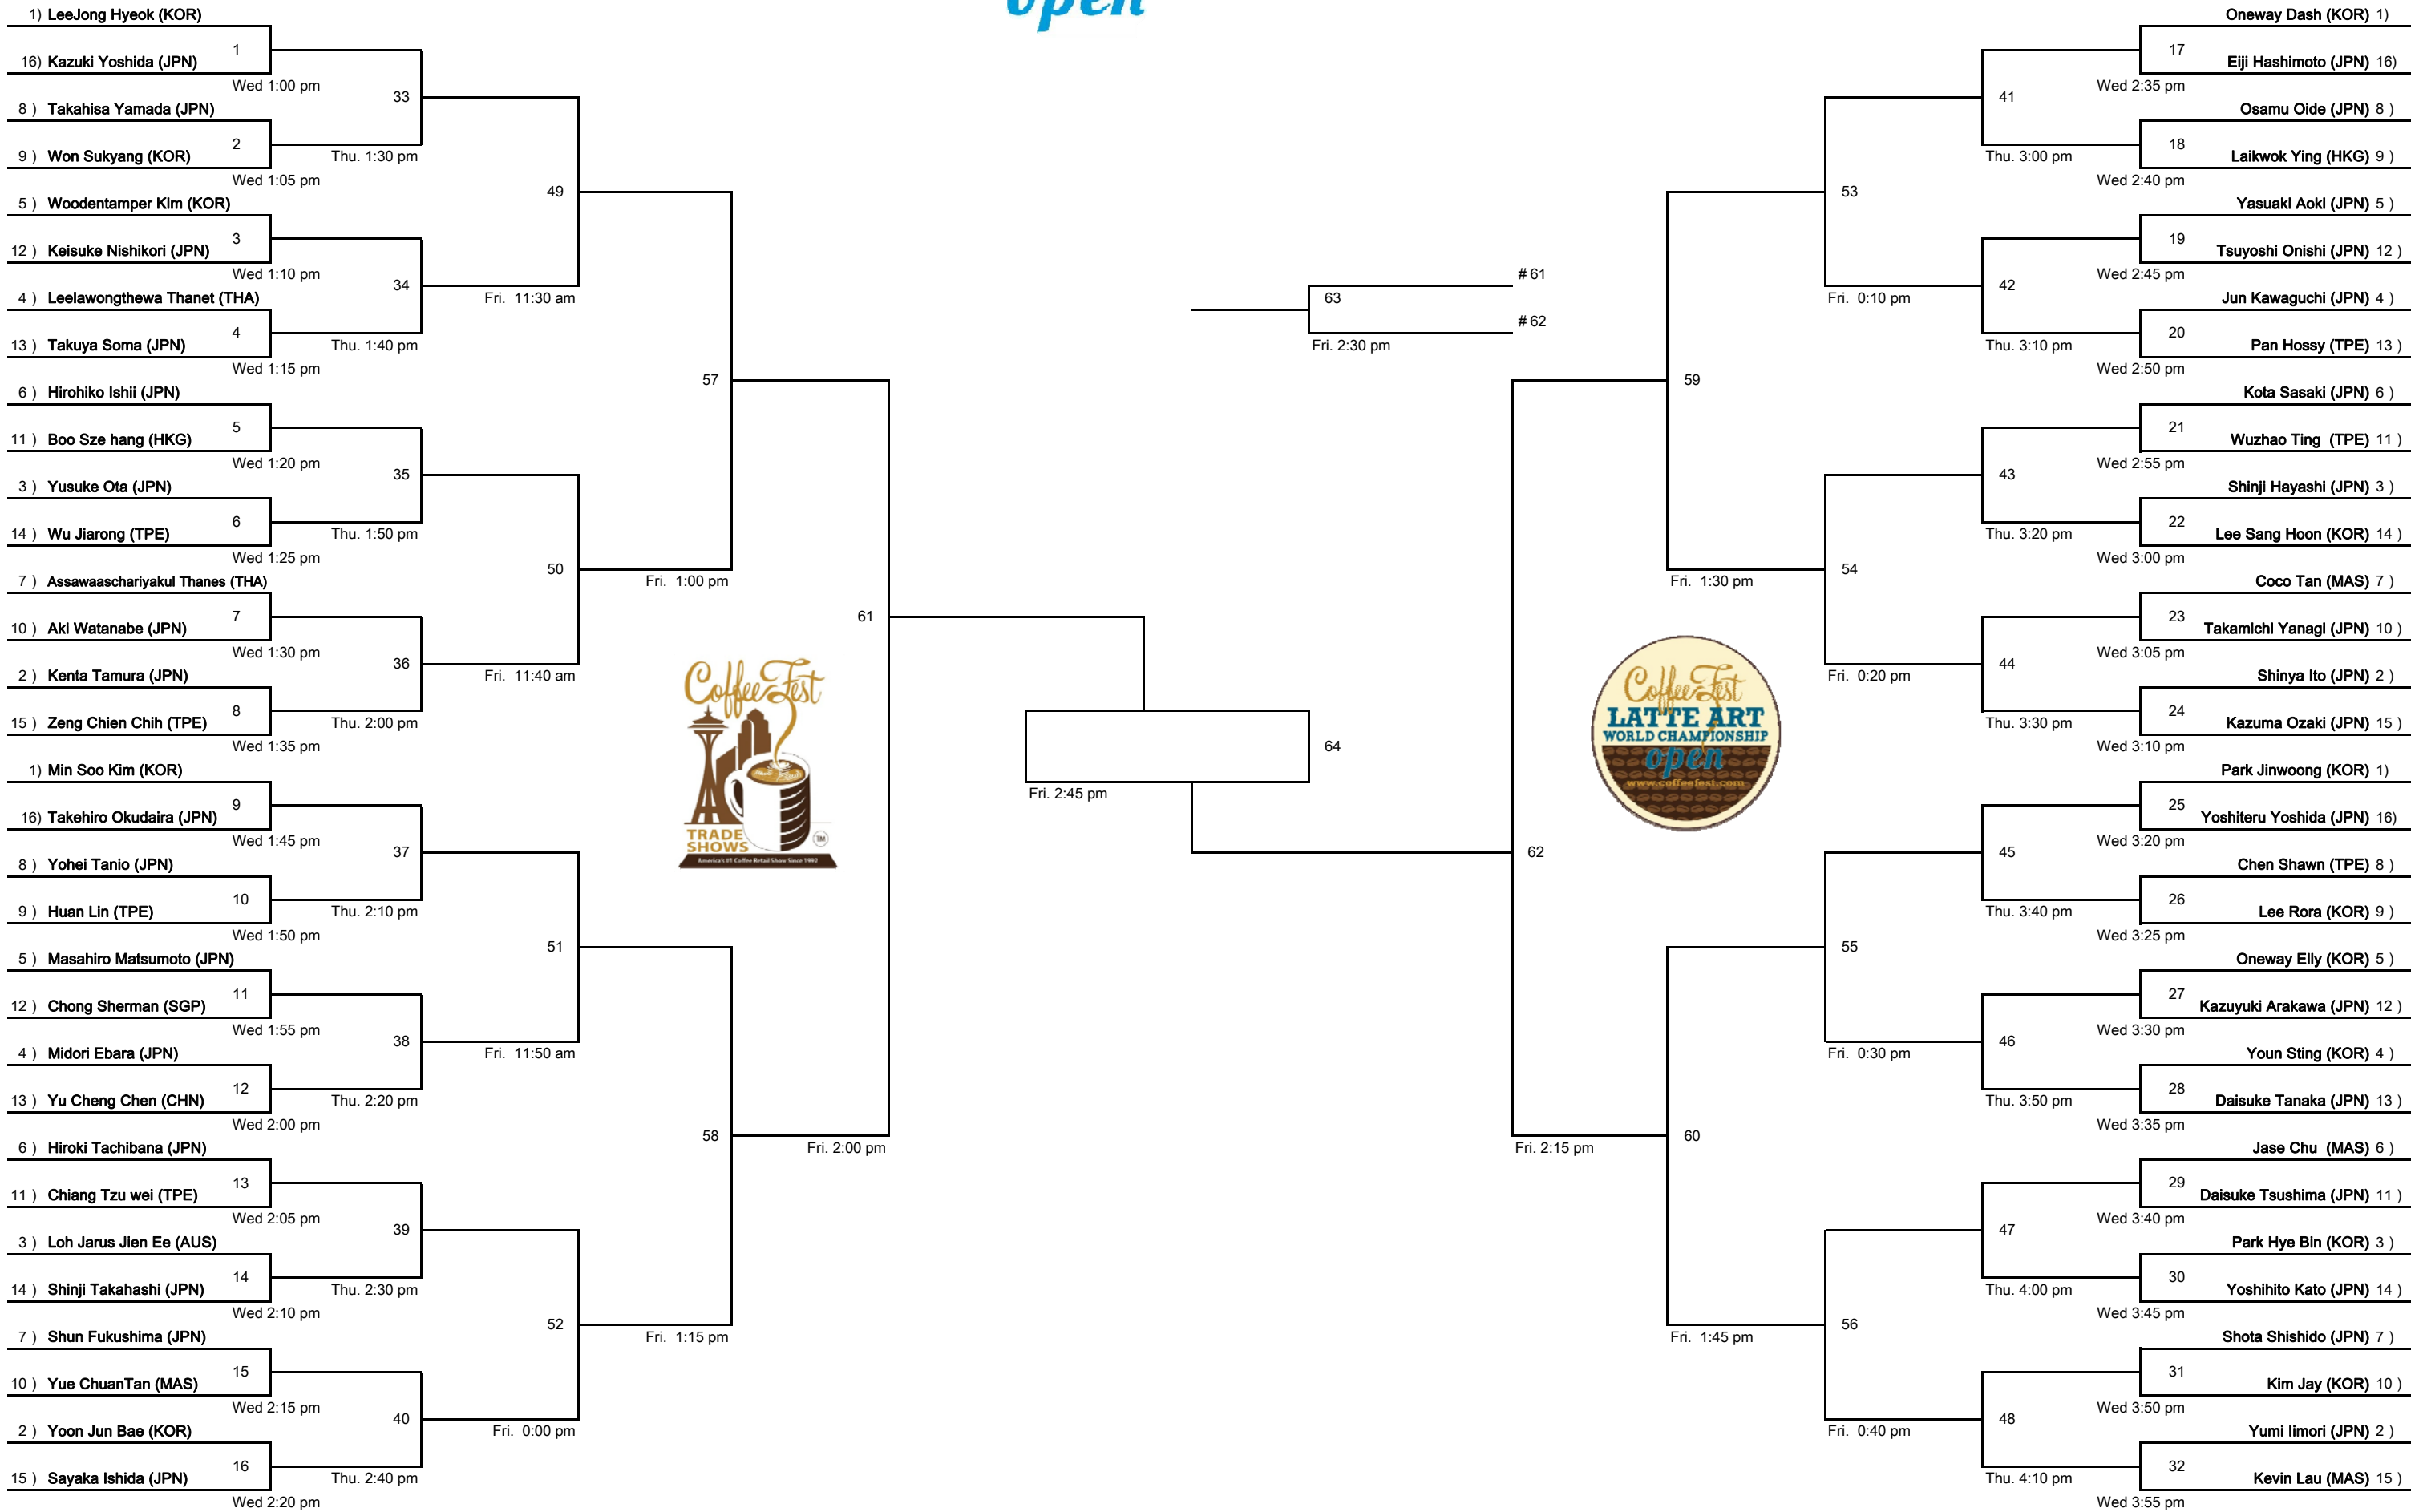 open
1) LeeJong Hyeok (KOR)
1
16) Kazuki Yoshida (JPN)
Wed 1:00 pm
33
8 ) Takahisa Yamada (JPN)
2
9 ) Won Sukyang (KOR)
Thu. 1:30 pm
Wed 1:05 pm
49
5 ) Woodentamper Kim (KOR)
3
12 ) Keisuke Nishikori (JPN)
Wed 1:10 pm
34
Fri. 11:30 am
4 ) Leelawongthewa Thanet (THA)
4
13 ) Takuya Soma (JPN)
Thu. 1:40 pm
Wed 1:15 pm
57
6 ) Hirohiko Ishii (JPN)
5
11 ) Boo Sze hang (HKG)
Wed 1:20 pm
35
3 ) Yusuke Ota (JPN)
6
14 ) Wu Jiarong (TPE)
Thu. 1:50 pm
Wed 1:25 pm
50
Fri. 1:00 pm
7 ) Assawaaschariyakul Thanes (THA)
7
10 ) Aki Watanabe (JPN)
Wed 1:30 pm
36
Fri. 11:40 am
2 ) Kenta Tamura (JPN)
8
15 ) Zeng Chien Chih (TPE)
Thu. 2:00 pm
Wed 1:35 pm
61
1) Min Soo Kim (KOR)
9
16) Takehiro Okudaira (JPN)
Wed 1:45 pm
37
8 ) Yohei Tanio (JPN)
10
9 ) Huan Lin (TPE)
Thu. 2:10 pm
Wed 1:50 pm
51
5 ) Masahiro Matsumoto (JPN)
11
12 ) Chong Sherman (SGP)
Wed 1:55 pm
38
Fri. 11:50 am
4 ) Midori Ebara (JPN)
12
13 ) Yu Cheng Chen (CHN)
Thu. 2:20 pm
Wed 2:00 pm
58
Fri. 2:00 pm
6 ) Hiroki Tachibana (JPN)
13
11 ) Chiang Tzu wei (TPE)
Wed 2:05 pm
39
3 ) Loh Jarus Jien Ee (AUS)
14
14 ) Shinji Takahashi (JPN)
Thu. 2:30 pm
Wed 2:10 pm
52
Fri. 1:15 pm
7 ) Shun Fukushima (JPN)
15
10 ) Yue ChuanTan (MAS)
Wed 2:15 pm
40
Fri. 0:00 pm
2 ) Yoon Jun Bae (KOR)
16
15 ) Sayaka Ishida (JPN)
Thu. 2:40 pm
Wed 2:20 pm
# 61
63
# 62
Fri. 2:30 pm
64
Fri. 2:45 pm
Coffee Fest
TRADE
SHOWS
TM
America's #1 Coffee Retail Show Since 1992
Coffee Fest
LATTE ART
WORLD CHAMPIONSHIP
open
www.coffeefest.com
Oneway Dash (KOR) 1)
17
Eiji Hashimoto (JPN) 16)
Wed 2:35 pm
41
Osamu Oide (JPN) 8 )
18
Laikwok Ying (HKG) 9 )
Thu. 3:00 pm
Wed 2:40 pm
53
Yasuaki Aoki (JPN) 5 )
19
Tsuyoshi Onishi (JPN) 12 )
Wed 2:45 pm
42
Fri. 0:10 pm
Jun Kawaguchi (JPN) 4 )
20
Pan Hossy (TPE) 13 )
Thu. 3:10 pm
Wed 2:50 pm
59
Kota Sasaki (JPN) 6 )
21
Wuzhao Ting (TPE) 11 )
Wed 2:55 pm
43
Shinji Hayashi (JPN) 3 )
22
Lee Sang Hoon (KOR) 14 )
Thu. 3:20 pm
Wed 3:00 pm
54
Fri. 1:30 pm
Coco Tan (MAS) 7 )
23
Takamichi Yanagi (JPN) 10 )
Wed 3:05 pm
44
Fri. 0:20 pm
Shinya Ito (JPN) 2 )
24
Kazuma Ozaki (JPN) 15 )
Thu. 3:30 pm
Wed 3:10 pm
62
Park Jinwoong (KOR) 1)
25
Yoshiteru Yoshida (JPN) 16)
Wed 3:20 pm
45
Chen Shawn (TPE) 8 )
26
Lee Rora (KOR) 9 )
Thu. 3:40 pm
Wed 3:25 pm
55
Oneway Elly (KOR) 5 )
27
Kazuyuki Arakawa (JPN) 12 )
Wed 3:30 pm
46
Fri. 0:30 pm
Youn Sting (KOR) 4 )
28
Daisuke Tanaka (JPN) 13 )
Thu. 3:50 pm
Wed 3:35 pm
60
Fri. 2:15 pm
Jase Chu (MAS) 6 )
29
Daisuke Tsushima (JPN) 11 )
Wed 3:40 pm
47
Park Hye Bin (KOR) 3 )
30
Yoshihito Kato (JPN) 14 )
Thu. 4:00 pm
Wed 3:45 pm
56
Fri. 1:45 pm
Shota Shishido (JPN) 7 )
31
Kim Jay (KOR) 10 )
Wed 3:50 pm
48
Fri. 0:40 pm
Yumi Iimori (JPN) 2 )
32
Kevin Lau (MAS) 15 )
Thu. 4:10 pm
Wed 3:55 pm